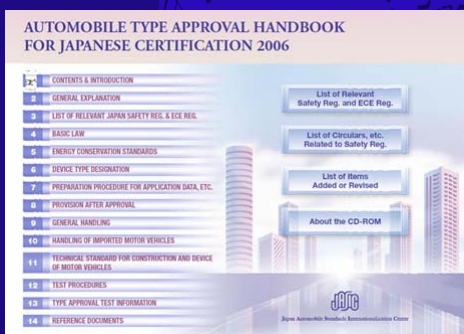 AUTOMOBILE TYPE APPROVAL HANDBOOK
FOR JAPANESE CERTIFICATION 2006
CONTENTS & INTRODUCTION
2 GENERAL EXPLANATION
3 LIST OF RELEVANT JAPAN SAFETY REG. & ECE REG.
4 BASIC LAW
5 ENERGY CONSERVATION STANDARDS
6 DEVICE TYPE DESIGNATION
7 PREPARATION PROCEDURE FOR APPLICATION DATA, ETC.
8 PROVISION AFTER APPROVAL
9 GENERAL HANDLING
10 HANDLING OF IMPORTED MOTOR VEHICLES
11 TECHNICAL STANDARD FOR CONSTRUCTION AND DEVICE
OF MOTOR VEHICLES
12 TEST PROCEDURES
13 TYPE APPROVAL TEST INFORMATION
14 REFERENCE DOCUMENTS
List of Relevant
Safety Reg. and ECE Reg.
List of Circulars, etc.
Related to Safety Reg.
List of Items
Added or Revised
About the CD-ROM
JASIC
Japan Automobile Standards Internationalization Center